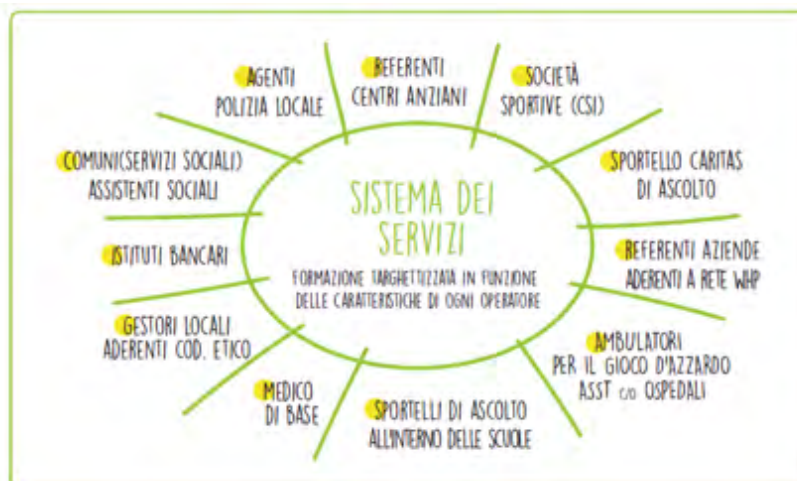 AGENTI
POLIZIA LOCALE
REFERENTI
CENTRI ANZIANI
SOCIETÀ
SPORTIVE (CSI)
COMUNI(SERVIZI SOCIALI)
ASSISTENTI SOCIALI
SPORTELLO CARITAS
DI ASCOLTO
SISTEMA DEI
SERVIZI
FORMAZIONE TARGHETTIZZATA IN FUNZIONE
DELLE CARATTERISTICHE DI OGNI OPERATORE
ISTITUTI BANCARI
REFERENTI AZIENDE
ADERENTI A RETE WHP
GESTORI LOCALI
ADERENTI COD. ETICO
AMBULATORI
PER IL GIOCO D'AZZARDO
ASST c/o OSPEDALI
MEDICO
DI BASE
SPORTELLI DI ASCOLTO
ALL'INTERNO DELLE SCUOLE